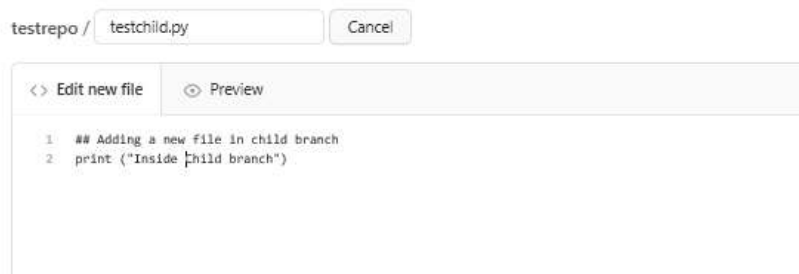 testrepo / testchild.py Cancel
<> Edit new file Preview
1 ## Adding a new file in child branch
2 print ("Inside Child branch")